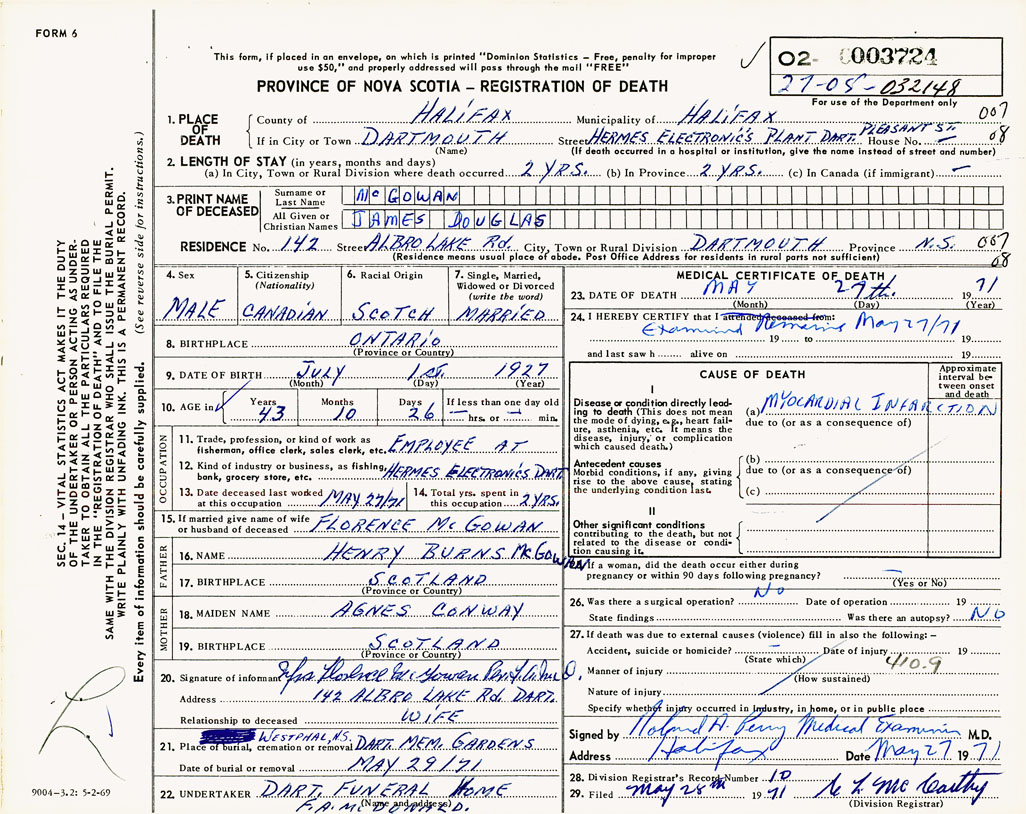 FORM 6
This form, if placed in an envelope, on which is printed "Dominion Statistics – Free, penalty for improper
use $50," and properly addressed will pass through the mail "FREE"
PROVINCE OF NOVA SCOTIA – REGISTRATION OF DEATH
02- 003724
27-05-032148
For use of the Department only
1. PLACE OF DEATH
County of HALIFAX Municipality of HALIFAX 007
If in City or Town DARTMOUTH Street HERMES ELECTRONICS PLANT DART. PLEASANT ST. House No. – 08
(Name) (If death occurred in a hospital or institution, give the name instead of street and number)
2. LENGTH OF STAY (in years, months and days)
(a) In City, Town or Rural Division where death occurred 2 YRS. (b) In Province 2 YRS. (c) In Canada (if immigrant) –
3. PRINT NAME OF DECEASED
Surname or Last Name McGOWAN
All Given or Christian Names JAMES DOUGLAS
RESIDENCE No. 142 Street ALBRO LAKE Rd. City, Town or Rural Division DARTMOUTH Province N.S. 007
(Residence means usual place of abode. Post Office Address for residents in rural parts not sufficient) 08
4. Sex
MALE
5. Citizenship
(Nationality)
CANADIAN
6. Racial Origin
SCOTCH
7. Single, Married,
Widowed or Divorced
(write the word)
MARRIED
8. BIRTHPLACE ONTARIO
(Province or Country)
9. DATE OF BIRTH JULY 1st. 1927
(Month) (Day) (Year)
10. AGE in
Years 43
Months 10
Days 26
If less than one day old
– hrs. or – min.
OCCUPATION
11. Trade, profession, or kind of work as
fisherman, office clerk, sales clerk, etc. EMPLOYEE AT
12. Kind of industry or business, as fishing,
bank, grocery store, etc. HERMES ELECTRONICS DART
13. Date deceased last worked
at this occupation MAY 27/71
14. Total yrs. spent in
this occupation 2 YRS.
15. If married give name of wife
or husband of deceased FLORENCE McGOWAN
FATHER
16. NAME HENRY BURNS McGOWAN
17. BIRTHPLACE SCOTLAND
(Province or Country)
MOTHER
18. MAIDEN NAME AGNES CONWAY
19. BIRTHPLACE SCOTLAND
(Province or Country)
20. Signature of informant Mrs. Florence McGowan
Address 142 ALBRO LAKE Rd. DART.
Relationship to deceased WIFE
WESTPHAL, N.S.
21. Place of burial, cremation or removal DART. MEM. GARDENS
Date of burial or removal MAY 29/71
22. UNDERTAKER DART. FUNERAL HOME
(Name and address)
F.A. McDONALD.
MEDICAL CERTIFICATE OF DEATH
23. DATE OF DEATH MAY 27th. 1971
(Month) (Day) (Year)
24. I HEREBY CERTIFY that I attended deceased from:
Examined Remains May 27/71
19 to 19
and last saw h alive on 19
CAUSE OF DEATH
Approximate
interval be-
tween onset
and death
I
Disease or condition directly lead-
ing to death (This does not mean
the mode of dying, e.g., heart fail-
ure, asthenia, etc. It means the
disease, injury, or complication
which caused death.)
(a) MYOCARDIAL INFARCTION
due to (or as a consequence of)
Antecedent causes
Morbid conditions, if any, giving
rise to the above cause, stating
the underlying condition last.
(b)
due to (or as a consequence of)
(c)
II
Other significant conditions
contributing to the death, but not
related to the disease or condi-
tion causing it.
If a woman, did the death occur either during
pregnancy or within 90 days following pregnancy? –
(Yes or No)
26. Was there a surgical operation? No Date of operation 19
State findings Was there an autopsy? NO
27. If death was due to external causes (violence) fill in also the following:–
Accident, suicide or homicide? – Date of injury 19
(State which) 410.9
Manner of injury
(How sustained)
Nature of injury
Specify whether injury occurred in Industry, in home, or in public place
Signed by Roland A. Perry Medical Examiner M.D.
Address Halifax Date May 27 1971
28. Division Registrar's Record Number 10
29. Filed May 28th 1971 McCarthy
(Division Registrar)
SEC. 14 – VITAL STATISTICS ACT MAKES IT THE DUTY
OF THE UNDERTAKER OR PERSON ACTING AS UNDER-
TAKER TO OBTAIN ALL THE PARTICULARS REQUIRED
IN THE "REGISTRATION OF DEATH" AND TO FILE THE
SAME WITH THE DIVISION REGISTRAR WHO SHALL ISSUE THE BURIAL PERMIT.
WRITE PLAINLY WITH UNFADING INK. THIS IS A PERMANENT RECORD.
Every item of information should be carefully supplied. (See reverse side for instructions.)
9004–3.2: 5-2-69